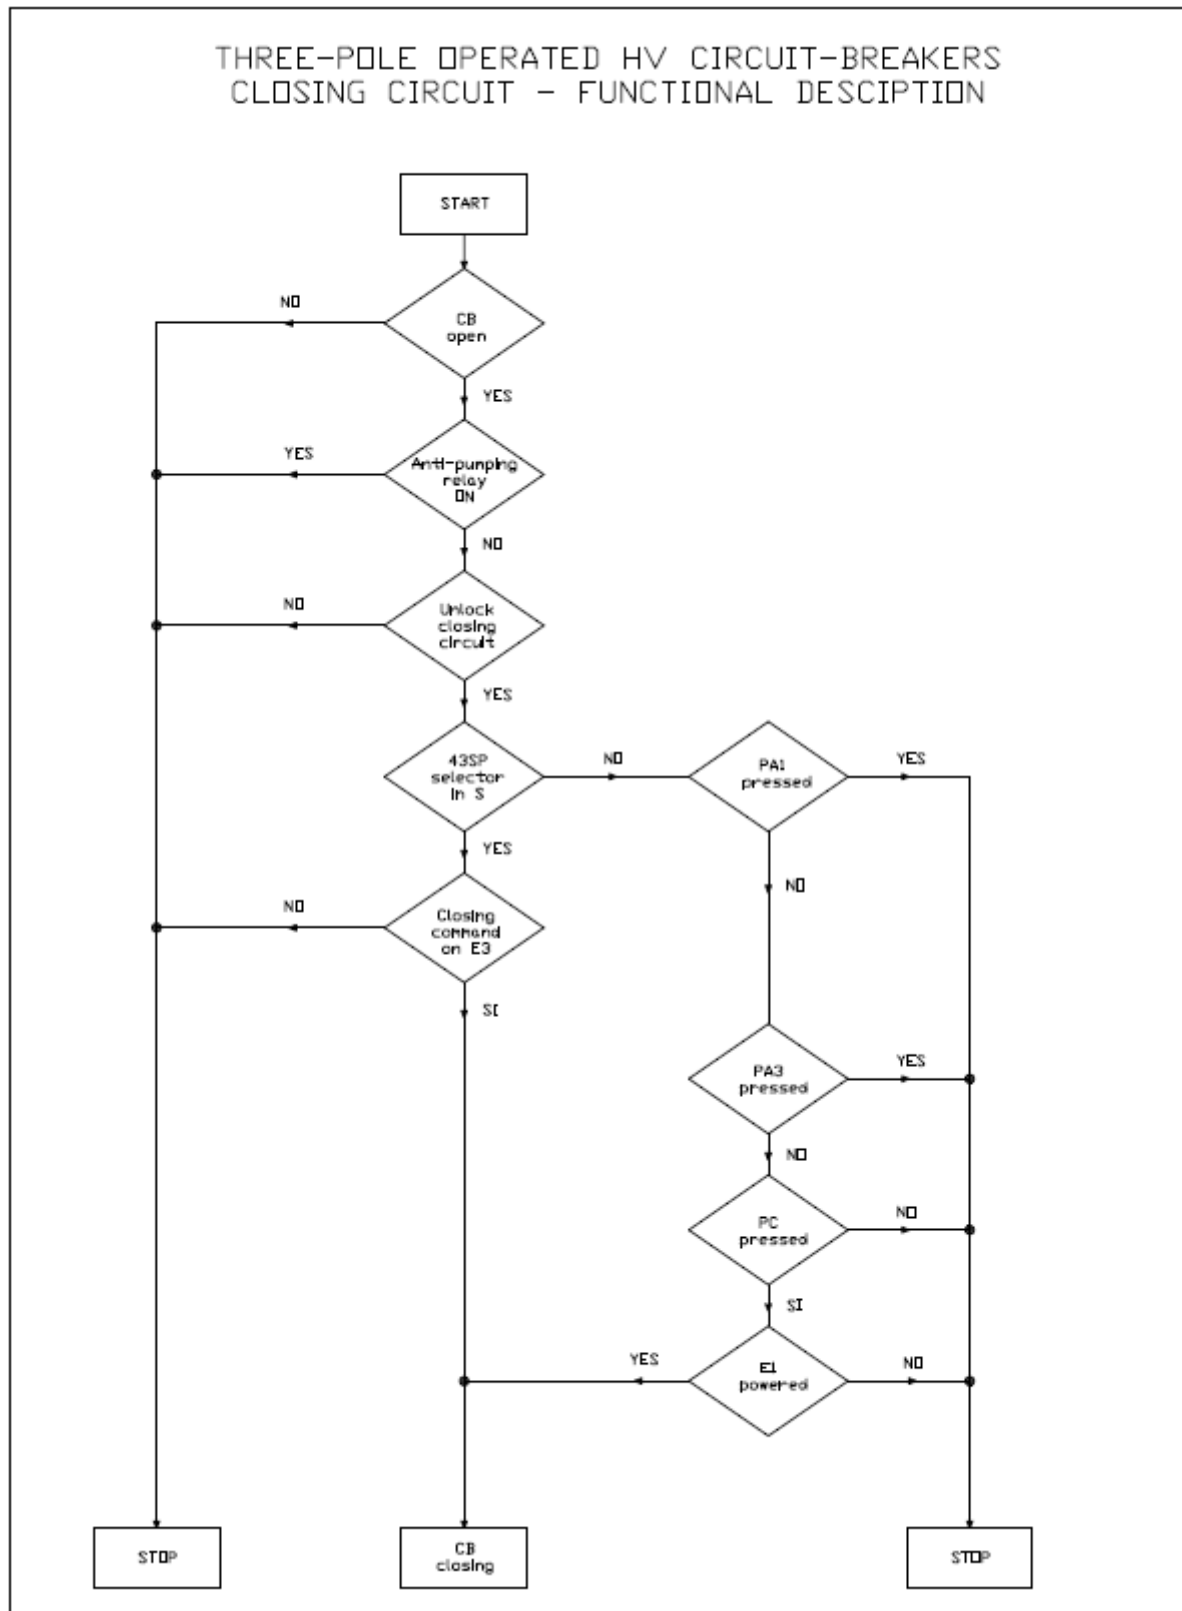 THREE-POLE OPERATED HV CIRCUIT-BREAKERS
CLOSING CIRCUIT - FUNCTIONAL DESCIPTION
START
NO
CB
open
YES
YES
Anti-pumping
relay
ON
NO
NO
Unlock
closing
circuit
YES
43SP
selector
in S
NO
PA1
pressed
YES
YES
NO
NO
Closing
command
on E3
SI
PA3
pressed
YES
NO
PC
pressed
NO
SI
YES
E1
powered
NO
STOP
CB
closing
STOP